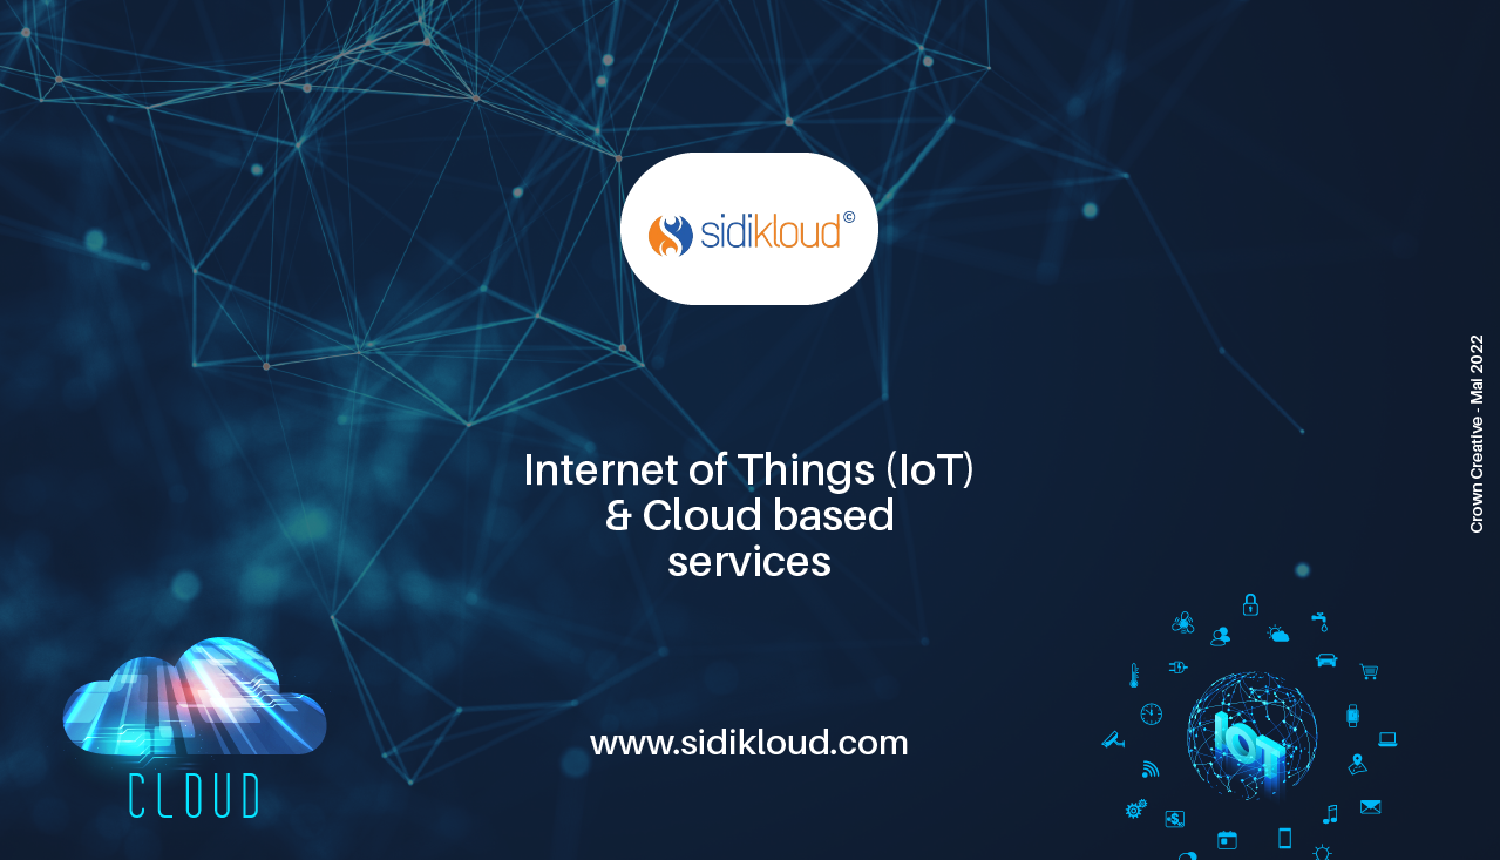 sidikloud©
Internet of Things (IoT)
& Cloud based
services
www.sidikloud.com
CLOUD
IoT
Crown Creative - Mai 2022